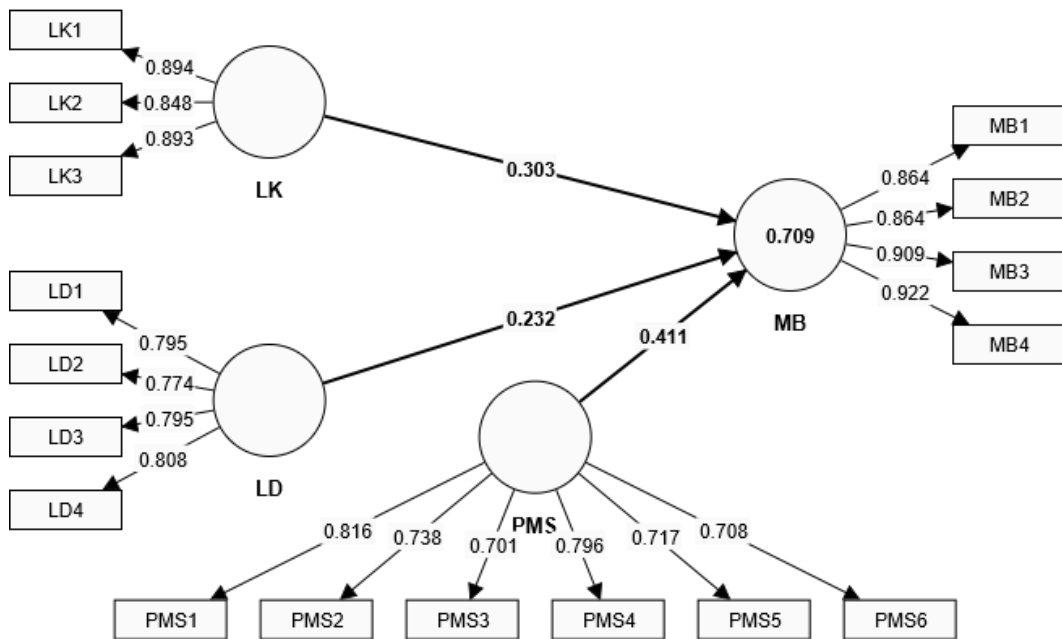 LK1
0.894
LK2
0.848
LK3
0.893
LK
0.303
MB1
0.864
MB2
0.864
0.709
MB3
0.909
MB4
0.922
MB
LD1
0.795
LD2
0.774
LD3
0.795
LD4
0.808
LD
0.232
0.411
PMS
0.816
0.738
0.701
0.796
0.717
0.708
PMS1
PMS2
PMS3
PMS4
PMS5
PMS6